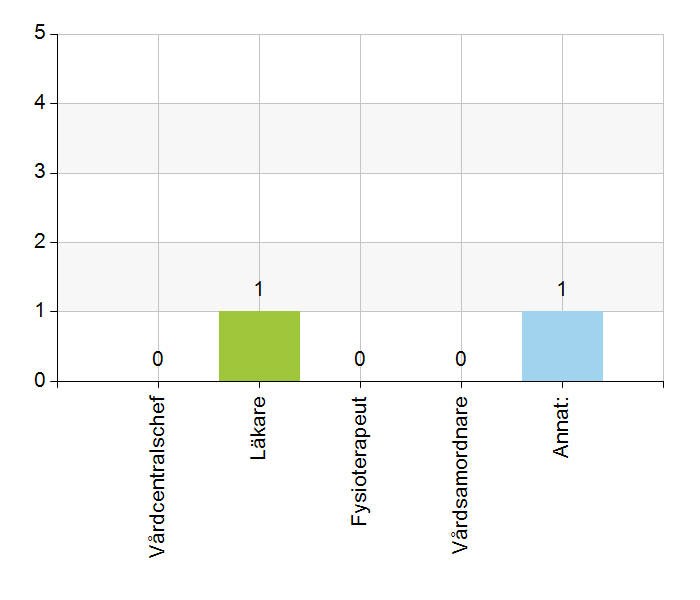 5
4
3
2
1
0
0
1
0
0
1
Vårdcentralschef
Läkare
Fysioterapeut
Vårdsamordnare
Annat: